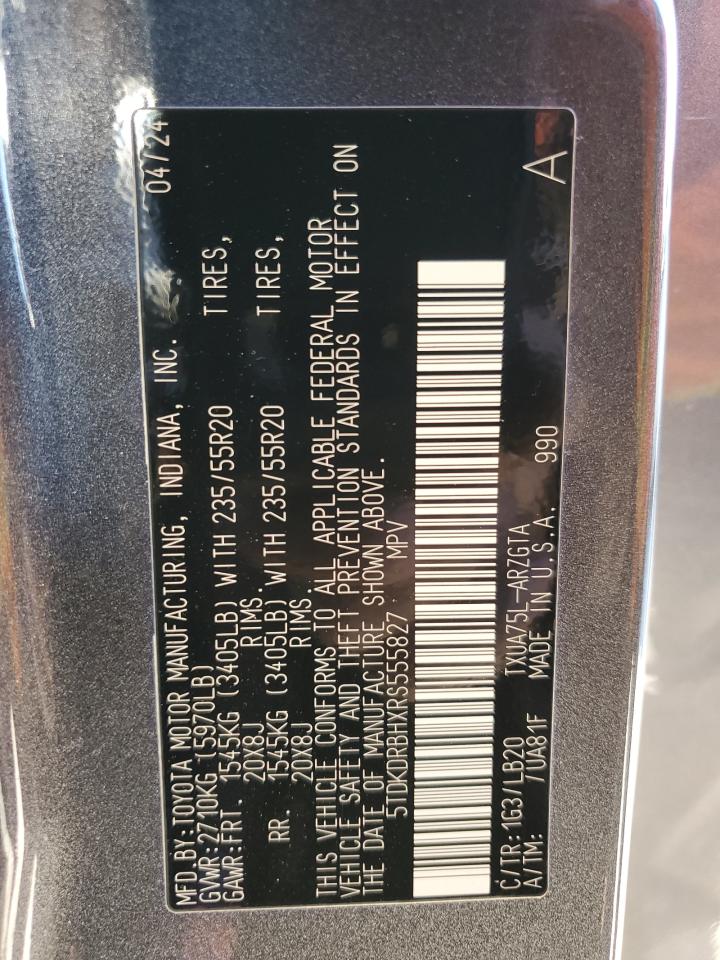 MFD.BY:TOYOTA MOTOR MANUFACTURING, INDIANA, INC. 04/24
GVWR:2710KG (5970LB)
GAWR:FRT. 1545KG (3405LB) WITH 235/55R20 TIRES,
20X8J RIMS.
RR. 1545KG (3405LB) WITH 235/55R20 TIRES,
20X8J RIMS.
THIS VEHICLE CONFORMS TO ALL APPLICABLE FEDERAL MOTOR
VEHICLE SAFETY AND THEFT PREVENTION STANDARDS IN EFFECT ON
THE DATE OF MANUFACTURE SHOWN ABOVE.
5TDKDRBHXRS555827 MPV
C/TR:1G3/LB20 TXUA75L-ARZGTA
A/TM: /UA81F MADE IN U.S.A. 990 A